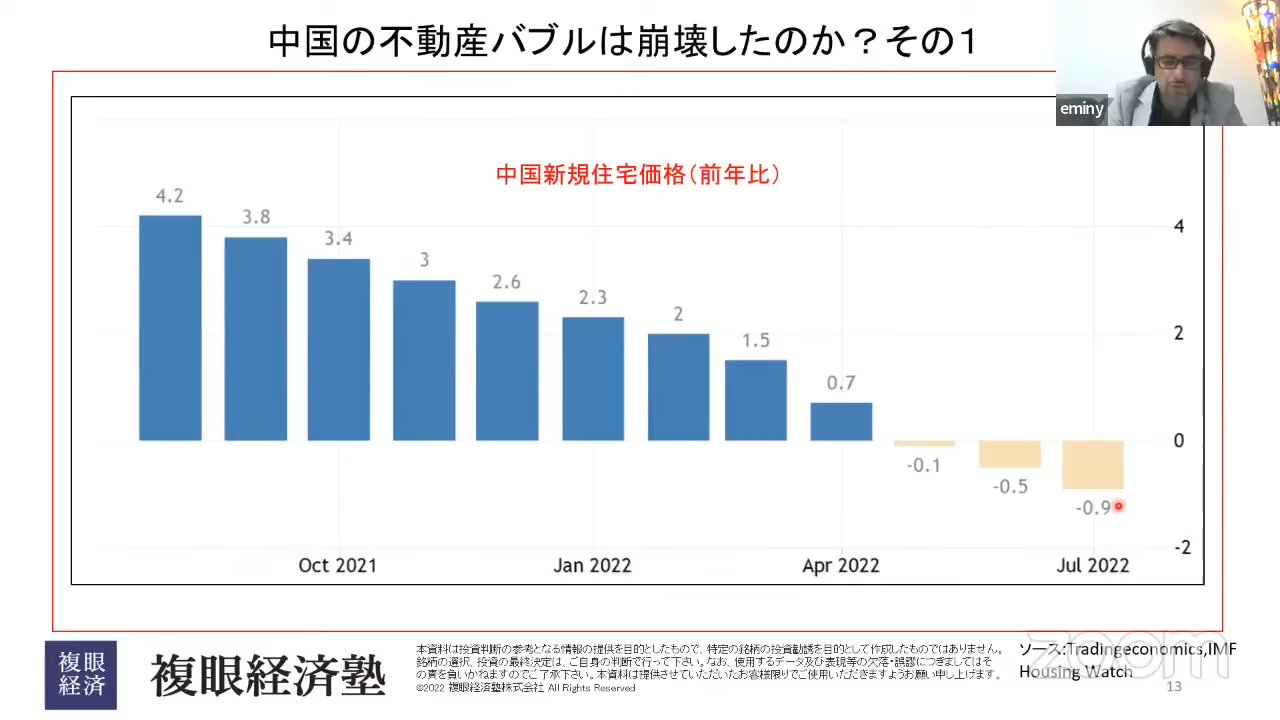 中国の不動産バブルは崩壊したのか？その１
eminy
中国新規住宅価格（前年比）
4.2
3.8
3.4
3
2.6
2.3
2
1.5
0.7
-0.1
-0.5
-0.9
4
2
0
-2
Oct 2021
Jan 2022
Apr 2022
Jul 2022
複眼
経済
複眼経済塾
本資料は投資判断の参考となる情報の提供を目的としたもので、特定の銘柄の投資勧誘を目的として作成したものではありません。
銘柄の選択、投資の最終決定は、ご自身の判断で行って下さい。なお、使用するデータ及び表現等の欠落・誤謬につきましてはそ
の責を負いかねますのでご了承下さい。本資料は提供させていただいたお客様限りでご使用いただきますようお願い申し上げます。
©2022 複眼経済塾株式会社 All Rights Reserved
ソース:Tradingeconomics,IMF
Housing Watch
zoom
13